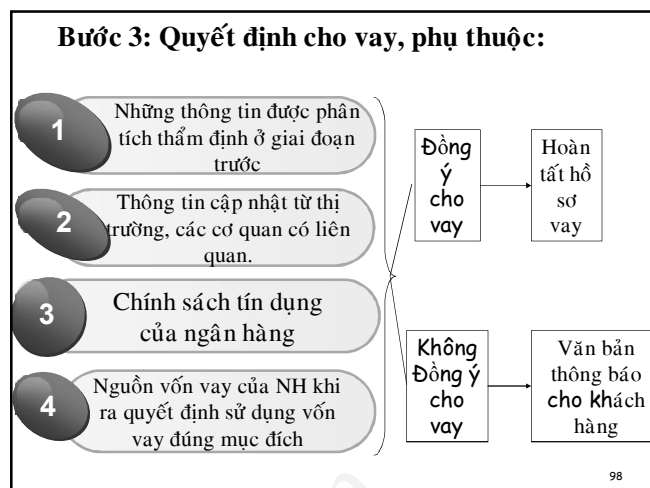 Bước 3: Quyết định cho vay, phụ thuộc:
1
Những thông tin được phân
tích thẩm định ở giai đoạn
trước
2
Thông tin cập nhật từ thị
trường, các cơ quan có liên
quan.
3
Chính sách tín dụng
của ngân hàng
4
Nguồn vốn vay của NH khi
ra quyết định sử dụng vốn
vay đúng mục đích
Đồng
ý
cho
vay
Hoàn
tất hồ
sơ
vay
Không
Đồng ý
cho
vay
Văn bản
thông báo
cho khách
hàng
98